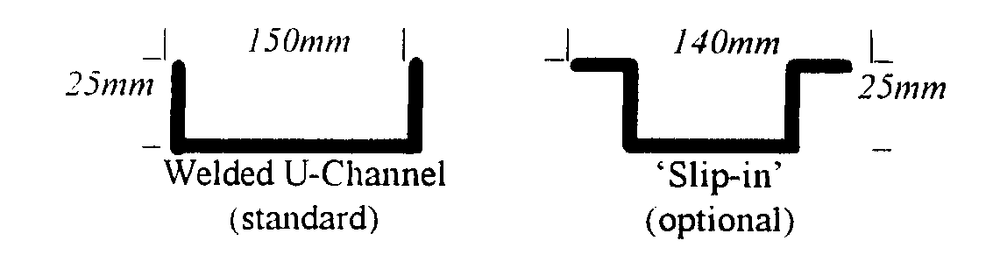 150mm
25mm
Welded U-Channel
(standard)
140mm
25mm
‘Slip-in’
(optional)